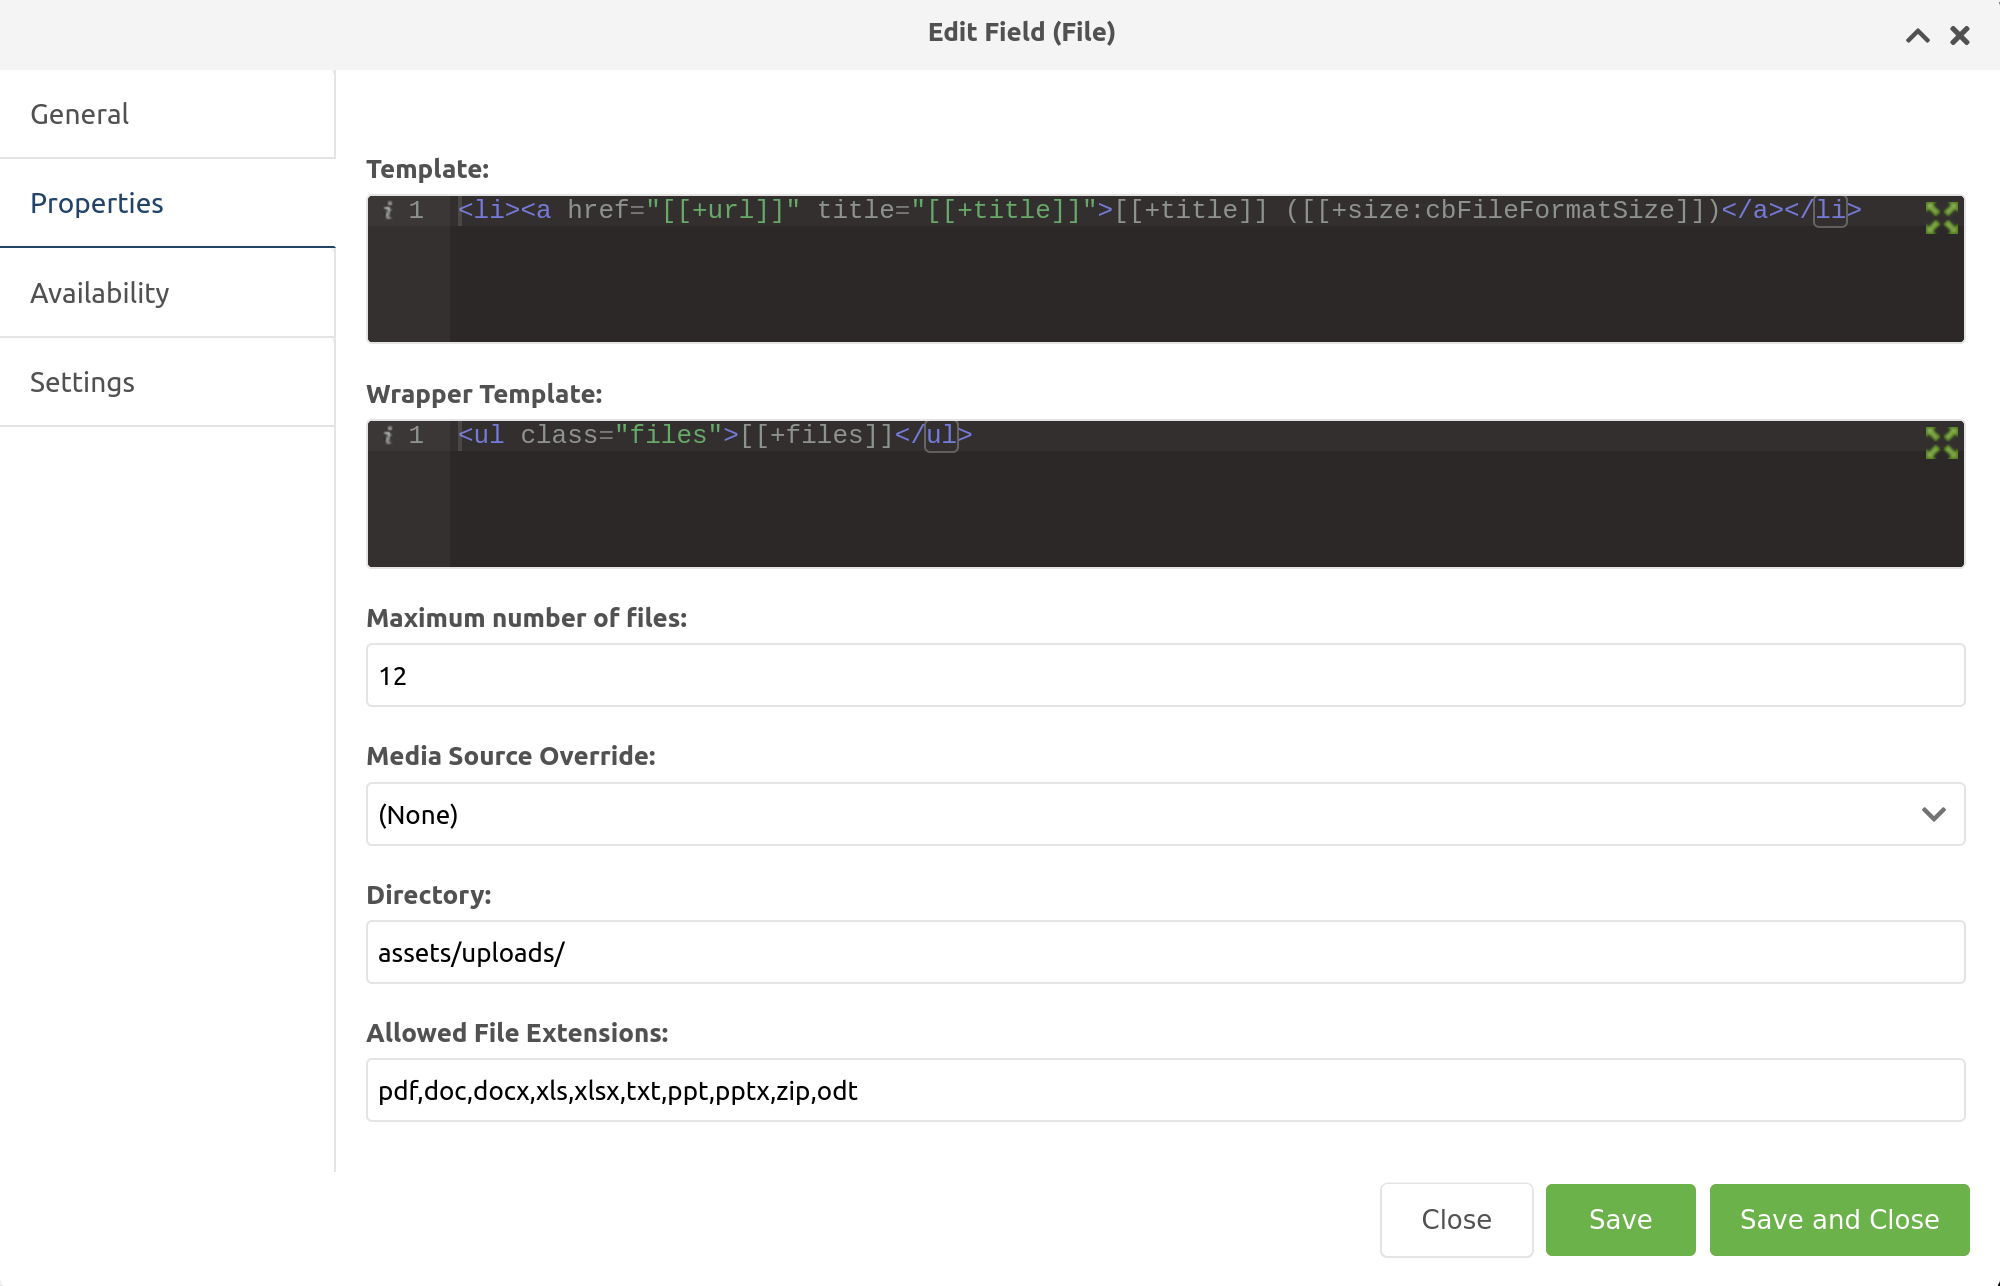 Edit Field (File)
General
Properties
Availability
Settings
Template:
i 1 <li><a href="[[+url]]" title="[[+title]]">[[+title]] ([[+size:cbFileFormatSize]])</a></li>
Wrapper Template:
i 1 <ul class="files">[[+files]]</ul>
Maximum number of files:
12
Media Source Override:
(None)
Directory:
assets/uploads/
Allowed File Extensions:
pdf,doc,docx,xls,xlsx,txt,ppt,pptx,zip,odt
Close Save Save and Close